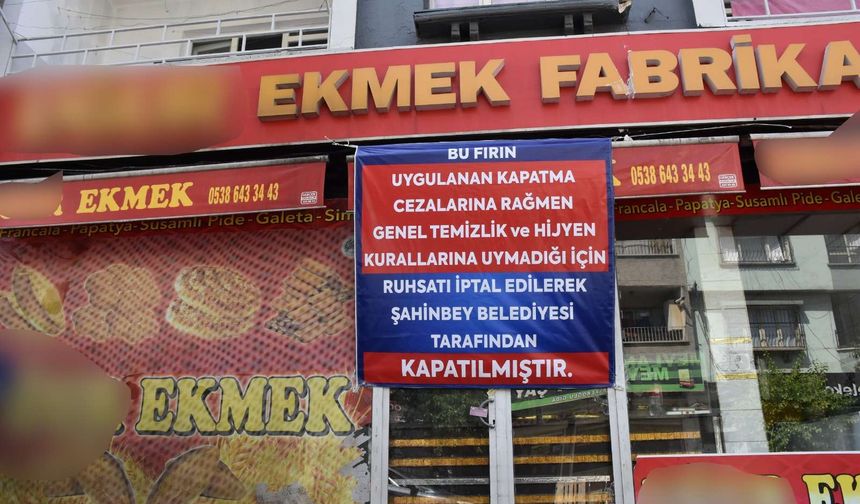 EKMEK FABRİKA
EKMEK 0538 643 34 43
0538 643 34 43
Francala - Papatya-Susamlı Pide - Galeta- Sim
Francala - Papatya-Susamlı Pide - Gal
BU FIRIN
UYGULANAN KAPATMA
CEZALARINA RAĞMEN
GENEL TEMİZLİK ve HİJYEN
KURALLARINA UYMADIĞI İÇİN
RUHSATI İPTAL EDİLEREK
ŞAHİNBEY BELEDİYESİ
TARAFINDAN
KAPATILMIŞTIR.
EKMEK
EKM